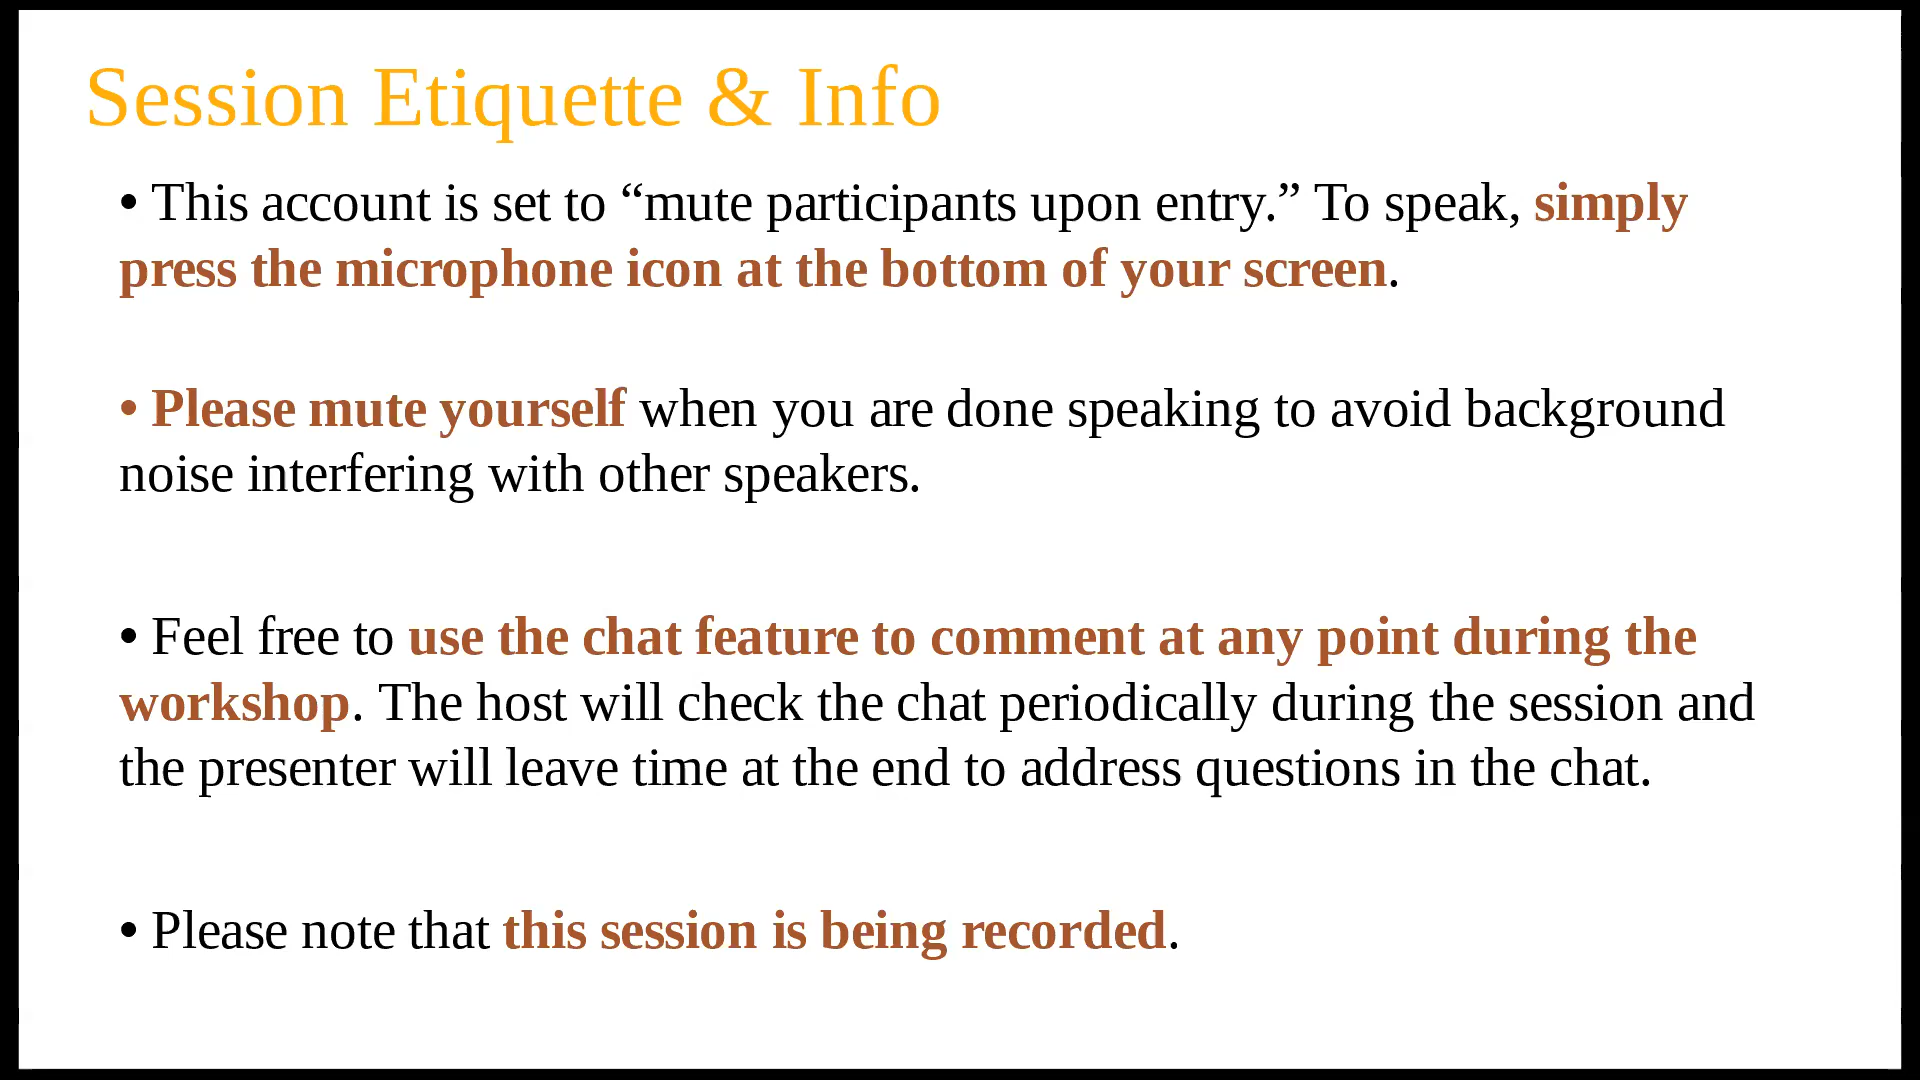 Session Etiquette & Info
• This account is set to “mute participants upon entry.” To speak, simply
press the microphone icon at the bottom of your screen.
• Please mute yourself when you are done speaking to avoid background
noise interfering with other speakers.
• Feel free to use the chat feature to comment at any point during the
workshop. The host will check the chat periodically during the session and
the presenter will leave time at the end to address questions in the chat.
• Please note that this session is being recorded.